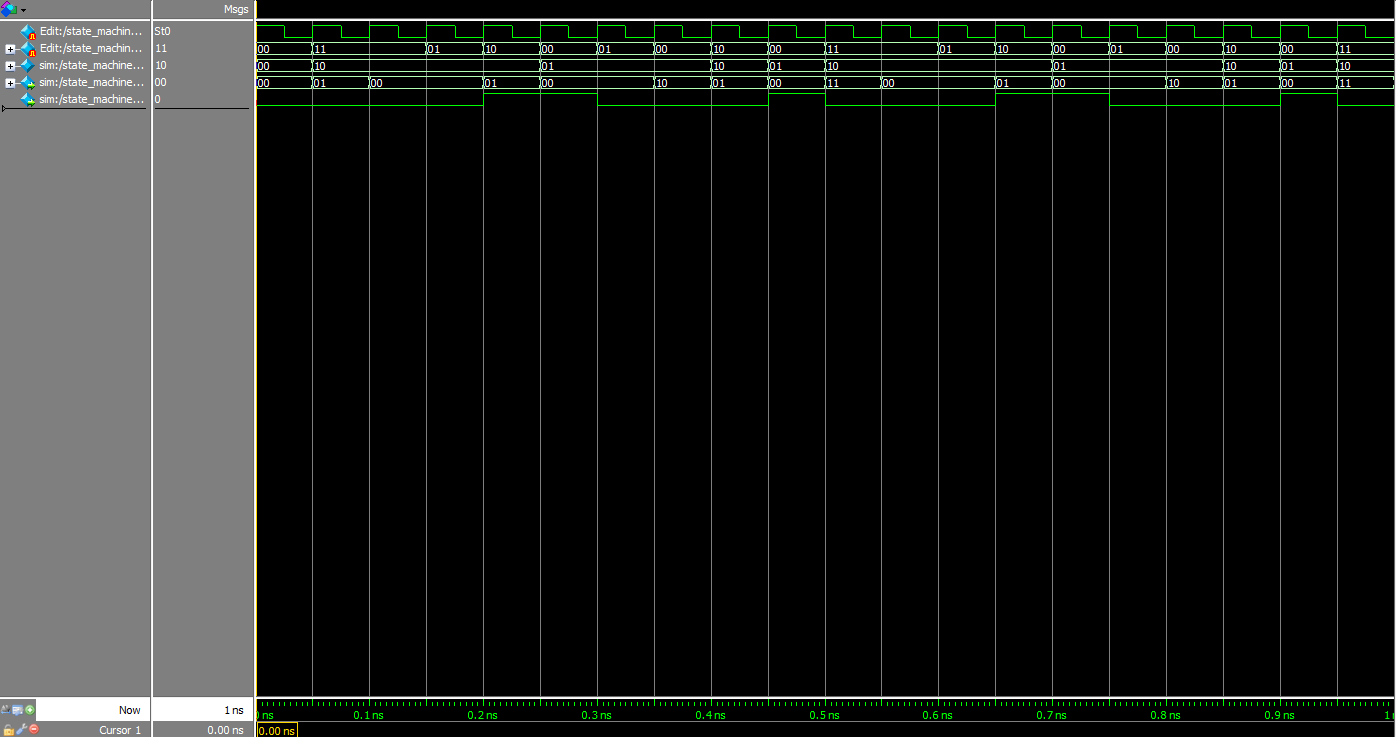 Msgs
Edit:/state_machin... St0
Edit:/state_machin... 11 00 11 01 10 00 01 00 10 00 11 01 10 00 01 00 10 00 11
sim:/state_machine... 10 00 10 01 10 01 10 01 10 01 10
sim:/state_machine... 00 00 01 00 01 00 10 01 00 11 00 01 00 10 01 00 11
sim:/state_machine... 0
Now 1 ns
ns 0.1 ns 0.2 ns 0.3 ns 0.4 ns 0.5 ns 0.6 ns 0.7 ns 0.8 ns 0.9 ns 1
Cursor 1 0.00 ns 0.00 ns